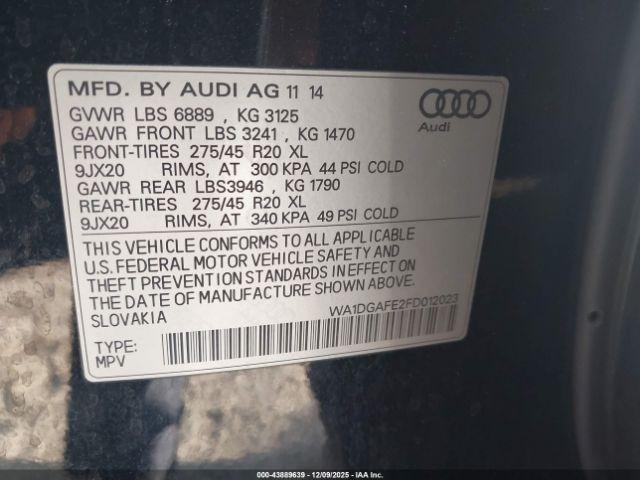 MFD. BY AUDI AG 11 14
GVWR LBS 6889 , KG 3125
GAWR FRONT LBS 3241 , KG 1470
FRONT-TIRES 275/45 R20 XL
9JX20 RIMS, AT 300 KPA 44 PSI COLD
GAWR REAR LBS3946 , KG 1790
REAR-TIRES 275/45 R20 XL
9JX20 RIMS, AT 340 KPA 49 PSI COLD
Audi
THIS VEHICLE CONFORMS TO ALL APPLICABLE
U.S. FEDERAL MOTOR VEHICLE SAFETY AND
THEFT PREVENTION STANDARDS IN EFFECT ON
THE DATE OF MANUFACTURE SHOWN ABOVE.
SLOVAKIA
WA1DGAFE2FD012023
TYPE:
MPV
000-43889639 - 12/09/2025 - IAAI.COM